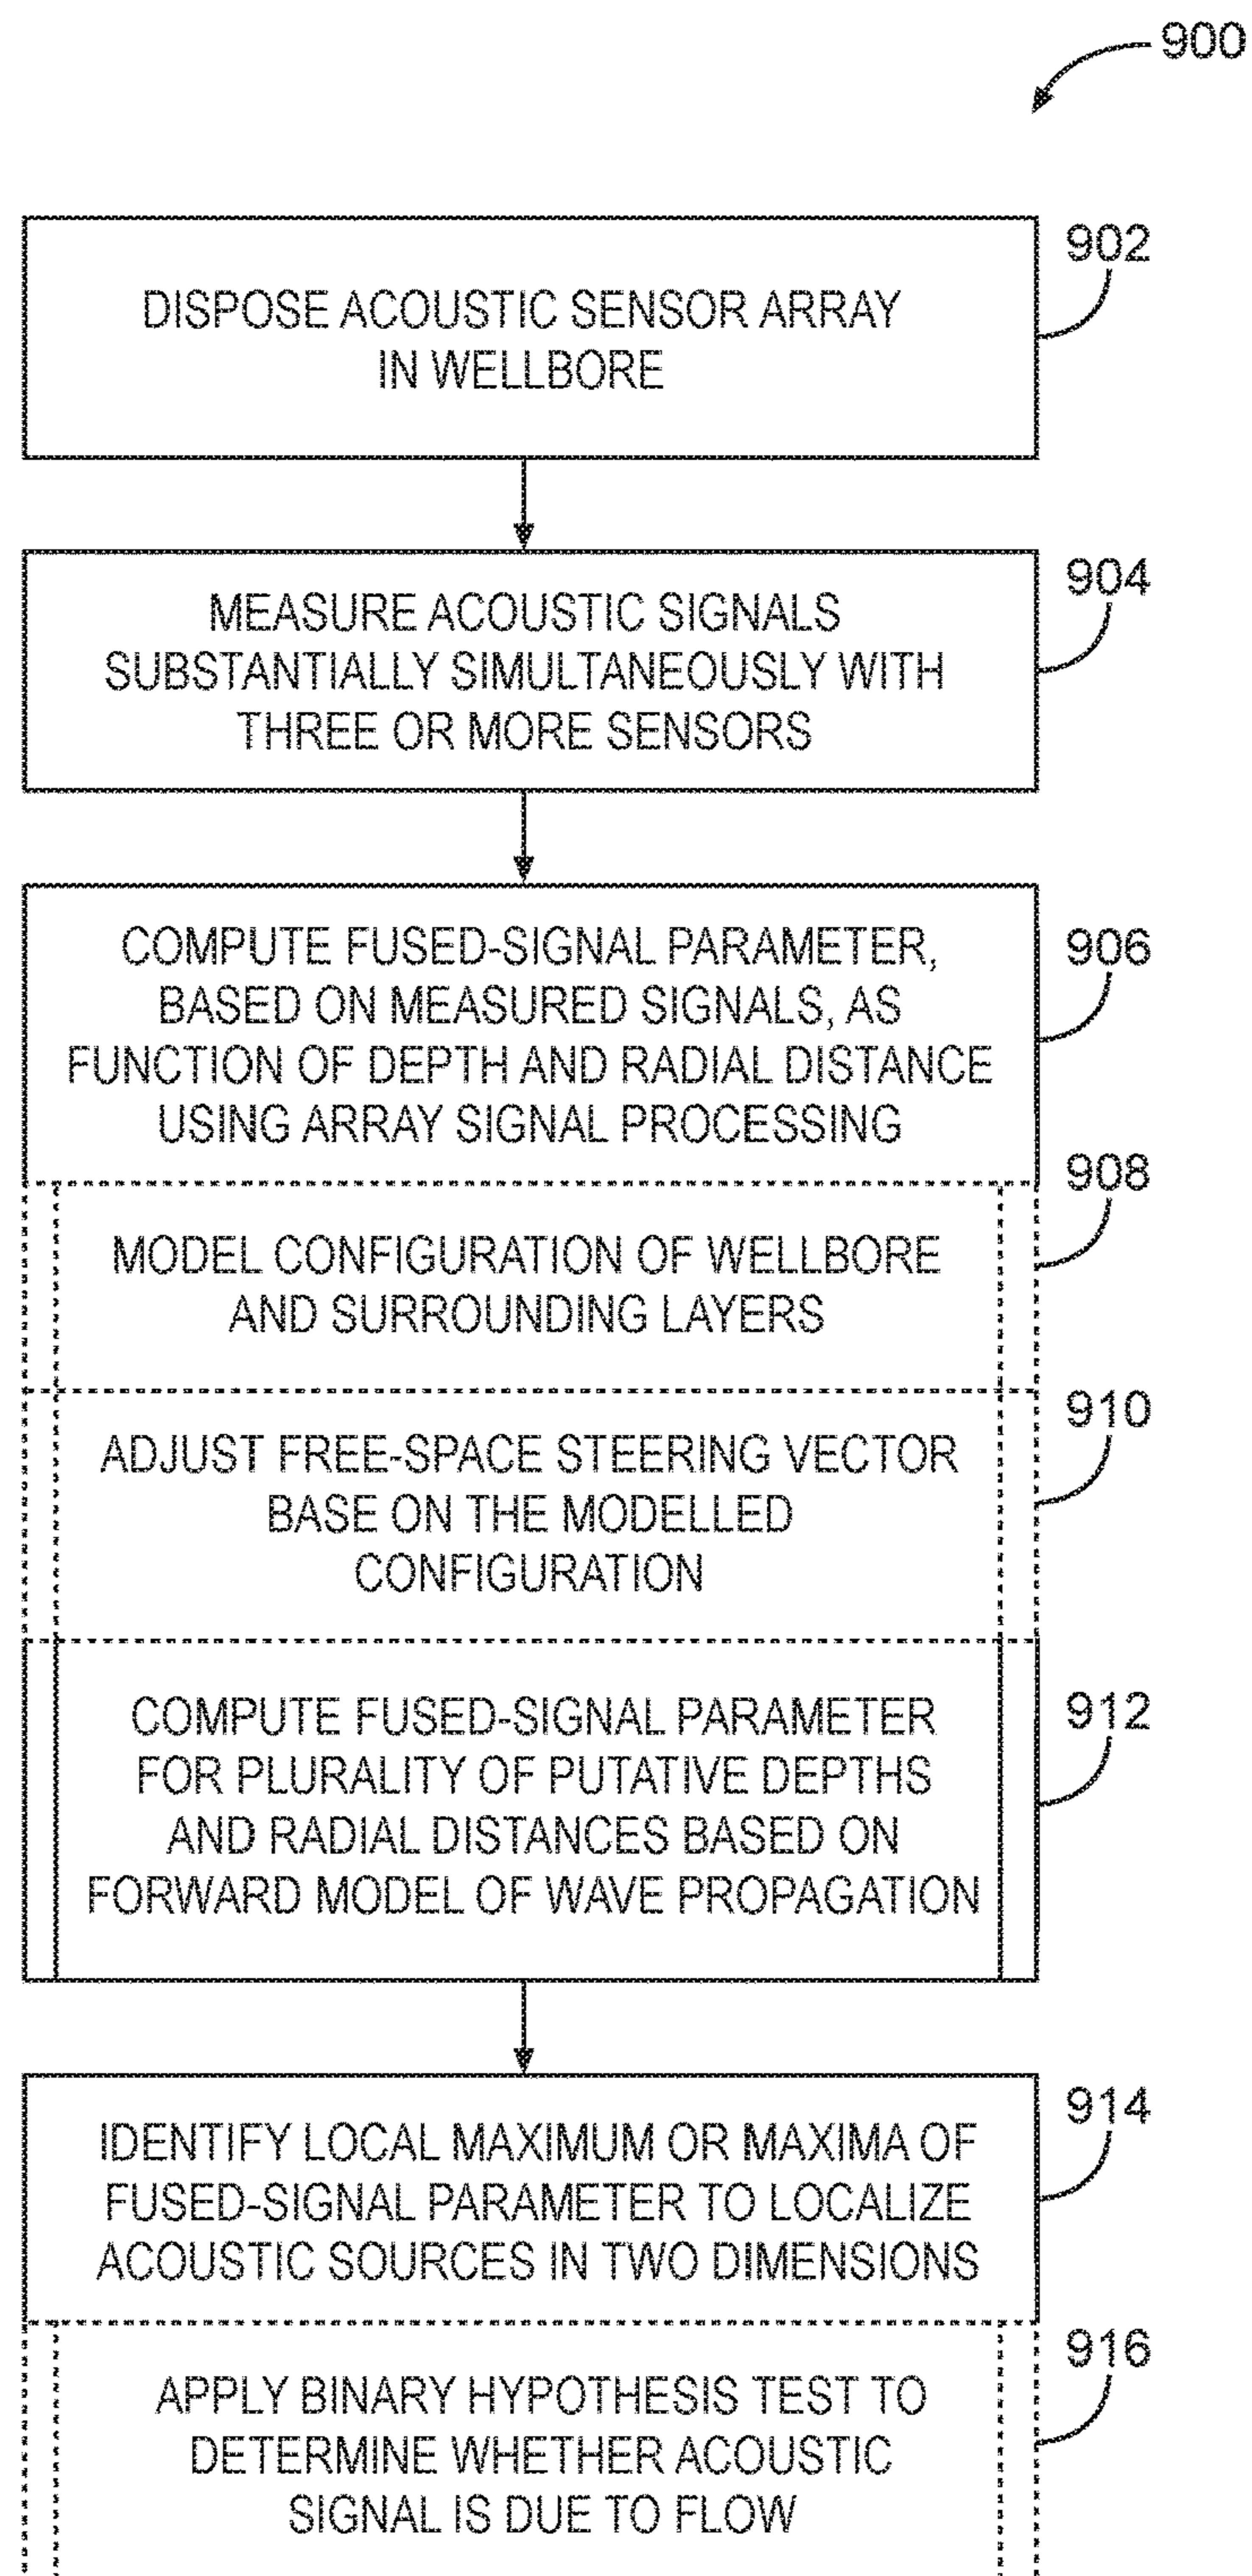 900
902
DISPOSE ACOUSTIC SENSOR ARRAY
IN WELLBORE
904
MEASURE ACOUSTIC SIGNALS
SUBSTANTIALLY SIMULTANEOUSLY WITH
THREE OR MORE SENSORS
906
COMPUTE FUSED-SIGNAL PARAMETER,
BASED ON MEASURED SIGNALS, AS
FUNCTION OF DEPTH AND RADIAL DISTANCE
USING ARRAY SIGNAL PROCESSING
908
MODEL CONFIGURATION OF WELLBORE
AND SURROUNDING LAYERS
910
ADJUST FREE-SPACE STEERING VECTOR
BASE ON THE MODELLED
CONFIGURATION
912
COMPUTE FUSED-SIGNAL PARAMETER
FOR PLURALITY OF PUTATIVE DEPTHS
AND RADIAL DISTANCES BASED ON
FORWARD MODEL OF WAVE PROPAGATION
914
IDENTIFY LOCAL MAXIMUM OR MAXIMA OF
FUSED-SIGNAL PARAMETER TO LOCALIZE
ACOUSTIC SOURCES IN TWO DIMENSIONS
916
APPLY BINARY HYPOTHESIS TEST TO
DETERMINE WHETHER ACOUSTIC
SIGNAL IS DUE TO FLOW